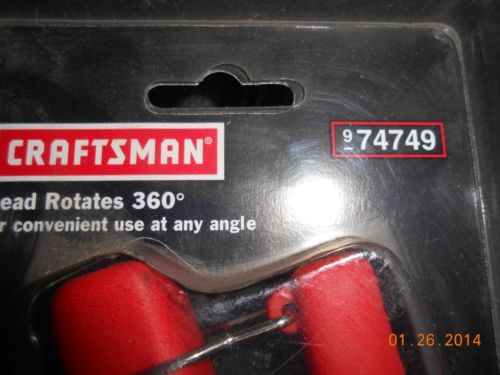 CRAFTSMAN®
9 74749
ead Rotates 360°
r convenient use at any angle
01.26.2014